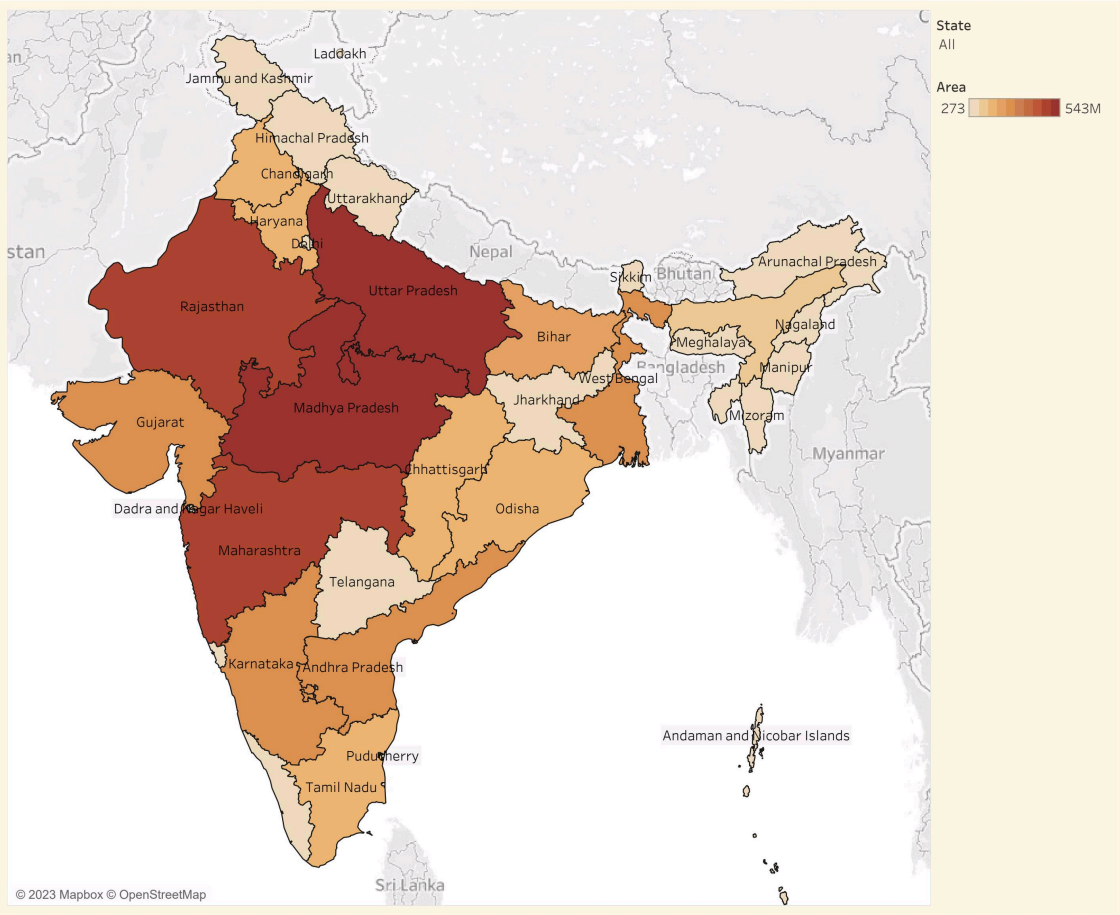 State
All
Area
273
543M
an
Laddakh
Jammu and Kashmir
Himachal Pradesh
Chandigarh
Uttarakhand
Haryana
Delhi
stan
Nepal
Sikkim
Bhutan
Arunachal Pradesh
Uttar Pradesh
Rajasthan
Bihar
Nagaland
Meghalaya
Bangladesh
Manipur
West Bengal
Jharkhand
Madhya Pradesh
Mizoram
Gujarat
Myanmar
Chhattisgarh
Dadra and Nagar Haveli
Odisha
Maharashtra
Telangana
Karnataka
Andhra Pradesh
Andaman and Nicobar Islands
Puducherry
Tamil Nadu
Sri Lanka
© 2023 Mapbox © OpenStreetMap